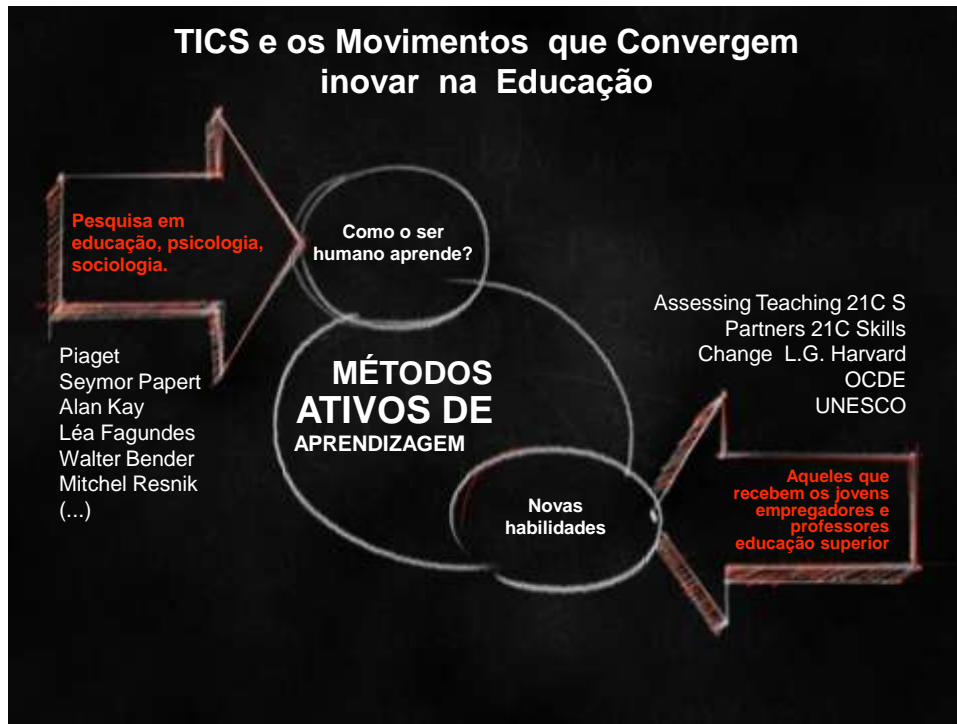 TICS e os Movimentos que Convergem
inovar na Educação
Pesquisa em
educação, psicologia,
sociologia.
Como o ser
humano aprende?
Piaget
Seymor Papert
Alan Kay
Léa Fagundes
Walter Bender
Mitchel Resnik
(...)
MÉTODOS
ATIVOS DE
APRENDIZAGEM
Assessing Teaching 21C S
Partners 21C Skills
Change L.G. Harvard
OCDE
UNESCO
Novas
habilidades
Aqueles que
recebem os jovens
empregadores e
professores
educação superior